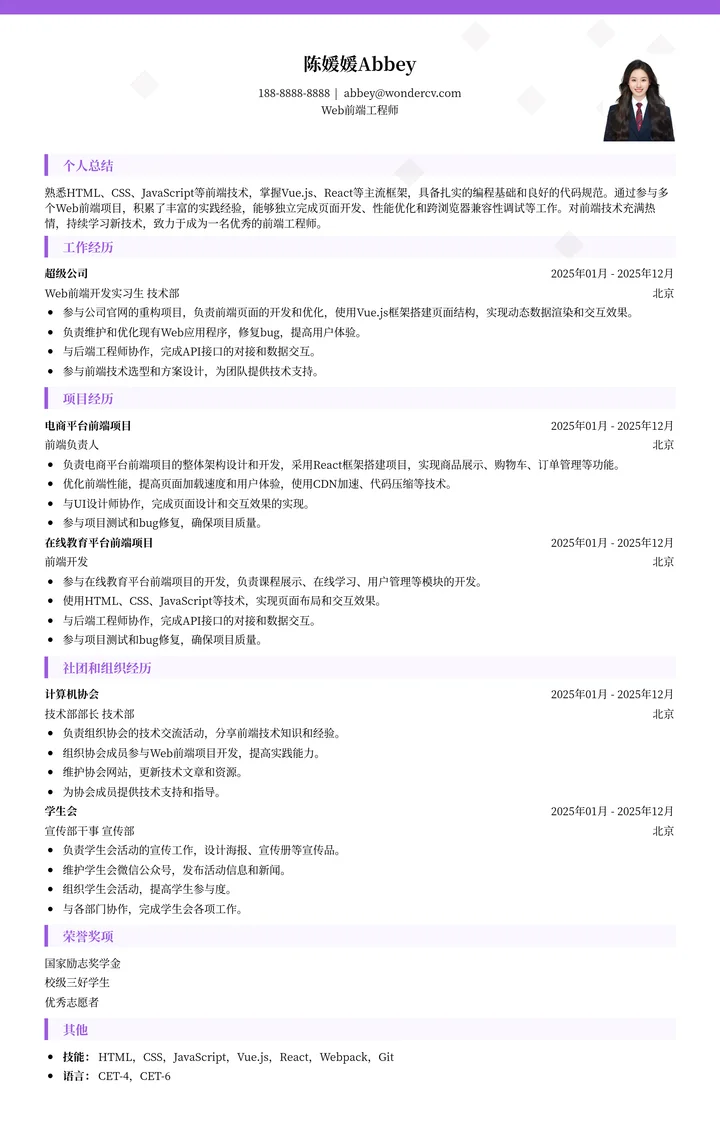 陈媛媛Abbey
188-8888-8888 | abbey@wondercv.com
Web前端工程师
个人总结
熟悉HTML、CSS、JavaScript等前端技术，掌握Vue.js、React等主流框架，具备扎实的编程基础和良好的代码规范。通过参与多
个Web前端项目，积累了丰富的实践经验，能够独立完成页面开发、性能优化和跨浏览器兼容性调试等工作。对前端技术充满热
情，持续学习新技术，致力于成为一名优秀的前端工程师。
工作经历
超级公司 2025年01月 - 2025年12月
Web前端开发实习生 技术部 北京
• 参与公司官网的重构项目，负责前端页面的开发和优化，使用Vue.js框架搭建页面结构，实现动态数据渲染和交互效果。
• 负责维护和优化现有Web应用程序，修复bug，提高用户体验。
• 与后端工程师协作，完成API接口的对接和数据交互。
• 参与前端技术选型和方案设计，为团队提供技术支持。
项目经历
电商平台前端项目 2025年01月 - 2025年12月
前端负责人 北京
• 负责电商平台前端项目的整体架构设计和开发，采用React框架搭建项目，实现商品展示、购物车、订单管理等功能。
• 优化前端性能，提高页面加载速度和用户体验，使用CDN加速、代码压缩等技术。
• 与UI设计师协作，完成页面设计和交互效果的实现。
• 参与项目测试和bug修复，确保项目质量。
在线教育平台前端项目 2025年01月 - 2025年12月
前端开发 北京
• 参与在线教育平台前端项目的开发，负责课程展示、在线学习、用户管理等模块的开发。
• 使用HTML、CSS、JavaScript等技术，实现页面布局和交互效果。
• 与后端工程师协作，完成API接口的对接和数据交互。
• 参与项目测试和bug修复，确保项目质量。
社团和组织经历
计算机协会 2025年01月 - 2025年12月
技术部部长 技术部 北京
• 负责组织协会的技术交流活动，分享前端技术知识和经验。
• 组织协会成员参与Web前端项目开发，提高实践能力。
• 维护协会网站，更新技术文章和资源。
• 为协会成员提供技术支持和指导。
学生会 2025年01月 - 2025年12月
宣传部干事 宣传部 北京
• 负责学生会活动的宣传工作，设计海报、宣传册等宣传品。
• 维护学生会微信公众号，发布活动信息和新闻。
• 组织学生会活动，提高学生参与度。
• 与各部门协作，完成学生会各项工作。
荣誉奖项
国家励志奖学金
校级三好学生
优秀志愿者
其他
• 技能： HTML，CSS，JavaScript，Vue.js，React，Webpack，Git
• 语言： CET-4，CET-6